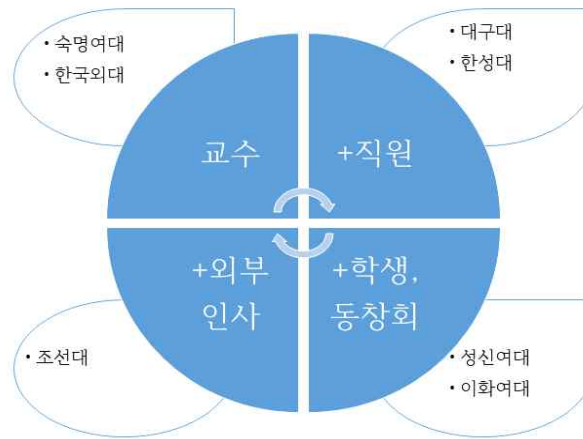 • 숙명여대
• 한국외대
• 대구대
• 한성대
교수
+직원
+외부
인사
+학생,
동창회
• 조선대
• 성신여대
• 이화여대